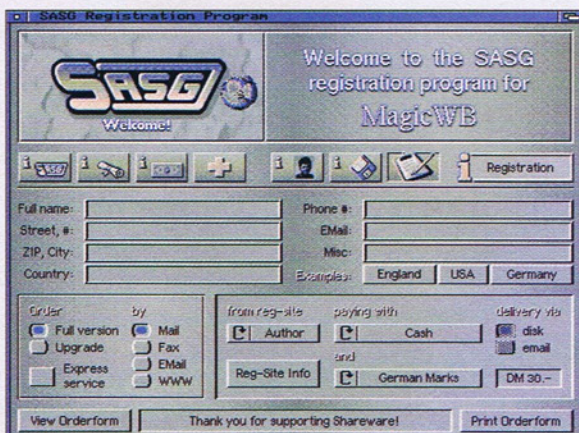 SASG Registration Program
SASG
Welcome!
Welcome to the SASG
registration program for
MagicWB
Registration
Full name:
Street, #:
ZIP, City:
Country:
Phone #:
EMail:
Misc:
Examples:
England
USA
Germany
Order
by
Full version
Upgrade
Express
service
Mail
Fax
EMail
WWW
from reg-site
paying with
delivery via
Author
Cash
disk
email
and
Reg-Site Info
German Marks
DM 30.-
View Orderform
Thank you for supporting Shareware!
Print Orderform